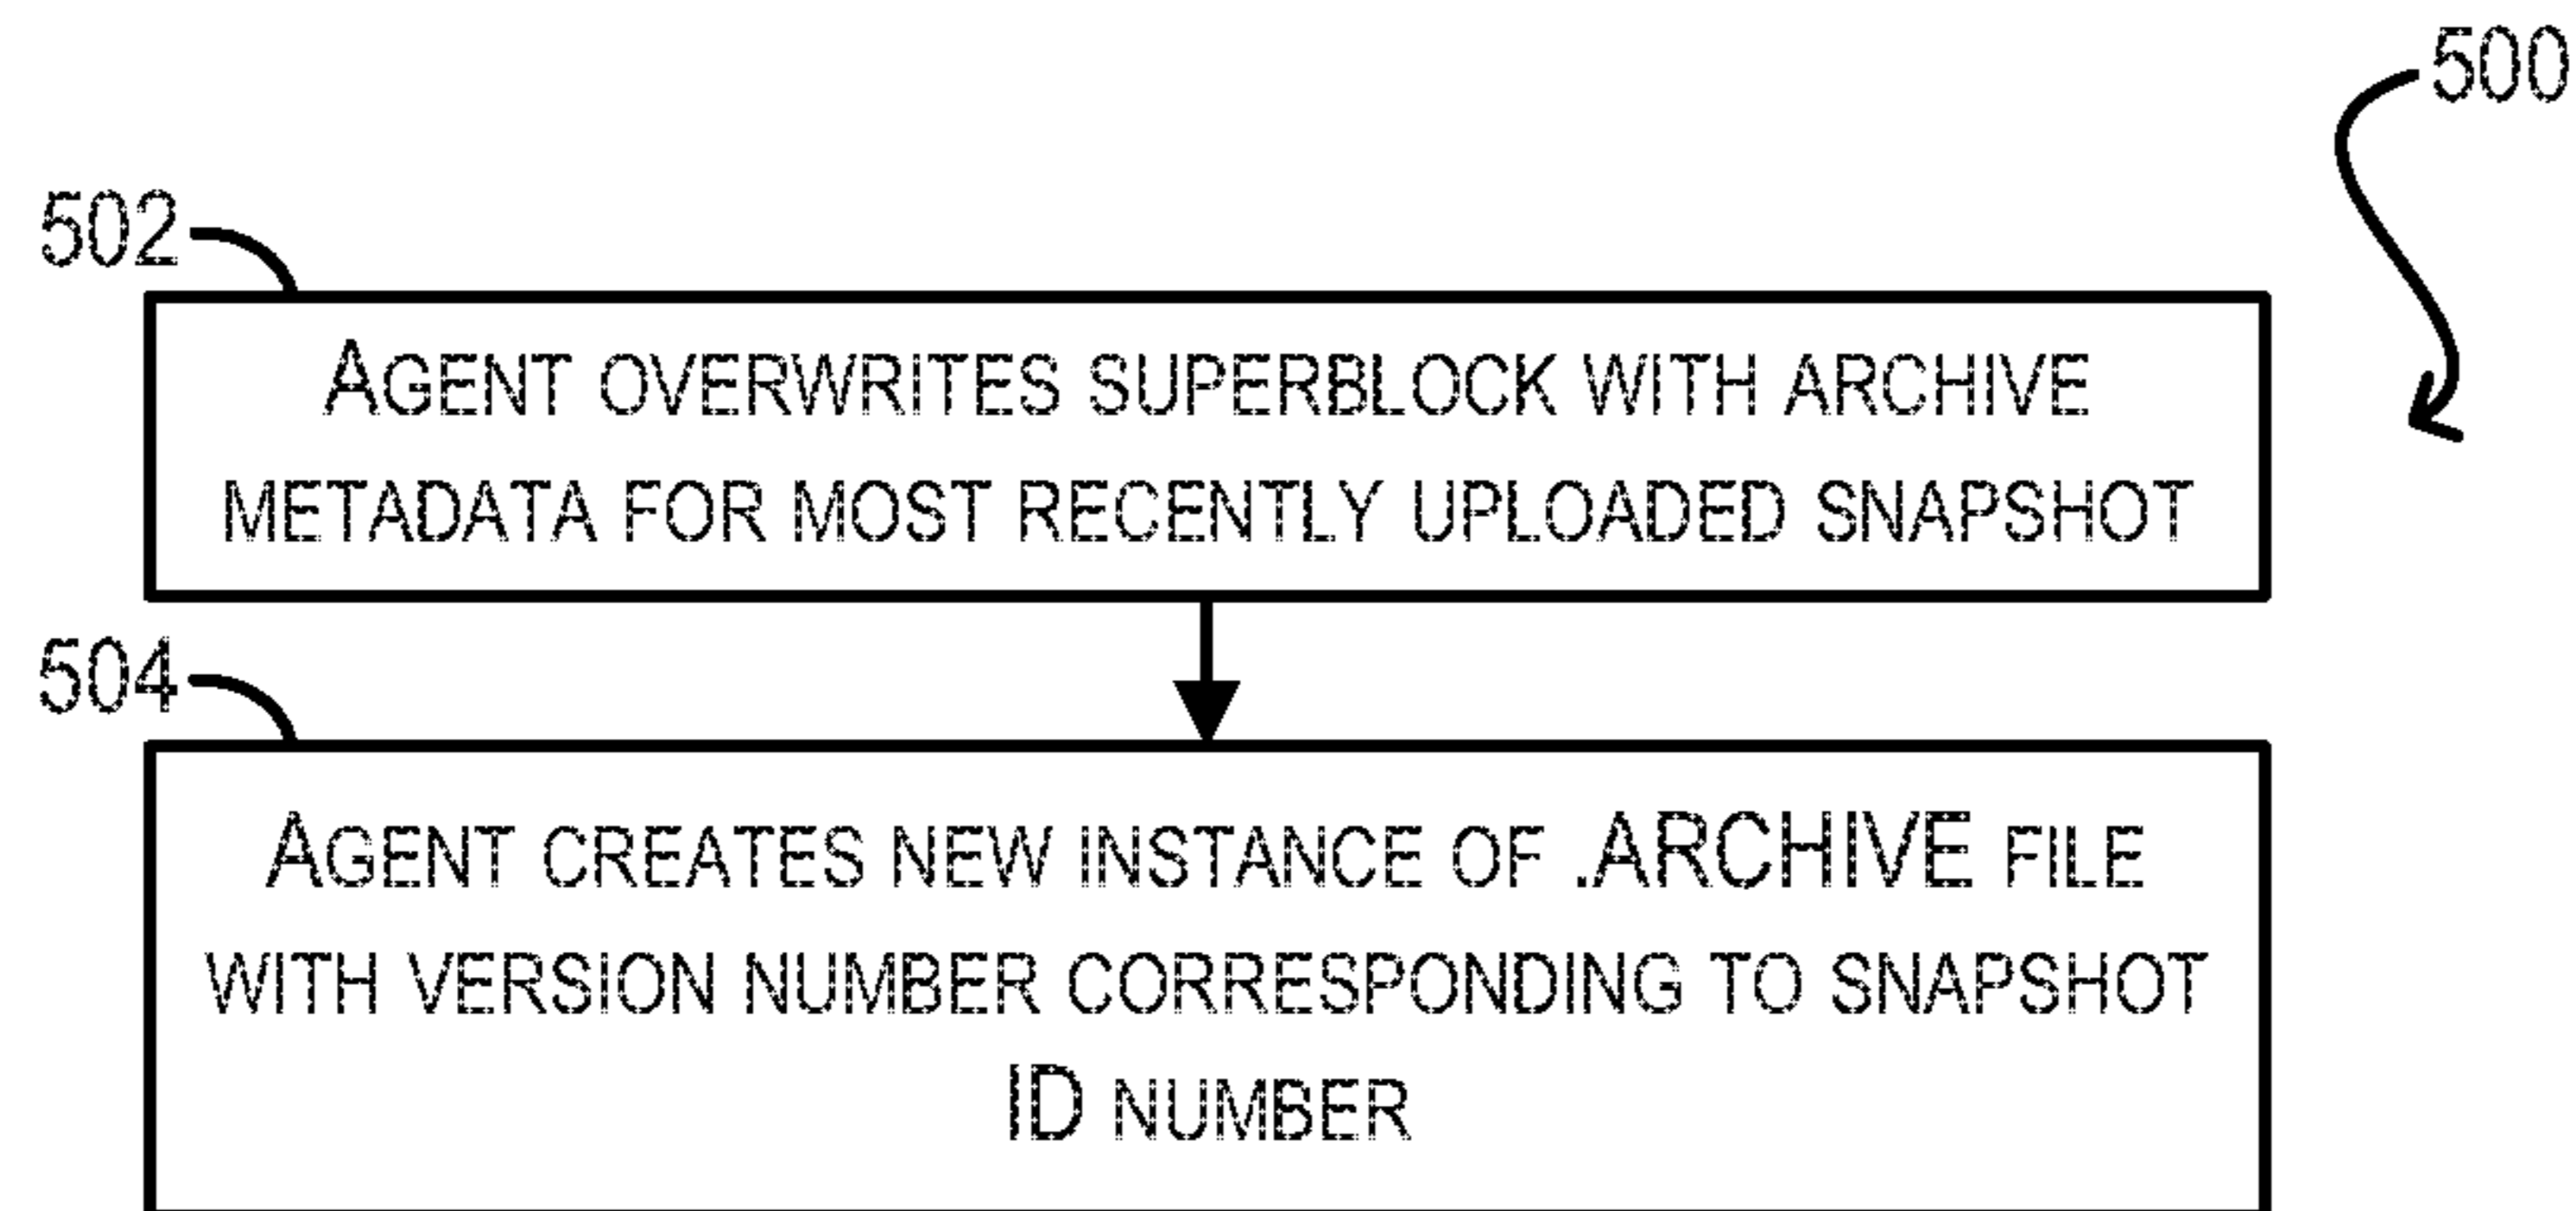 500
502
AGENT OVERWRITES SUPERBLOCK WITH ARCHIVE
METADATA FOR MOST RECENTLY UPLOADED SNAPSHOT
504
AGENT CREATES NEW INSTANCE OF .ARCHIVE FILE
WITH VERSION NUMBER CORRESPONDING TO SNAPSHOT
ID NUMBER